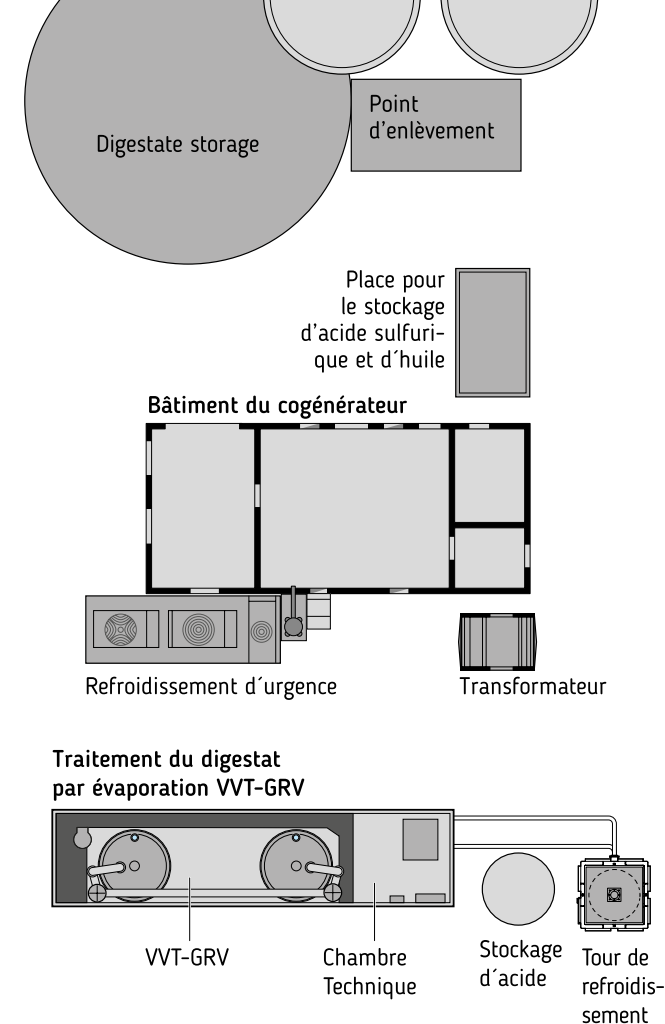 Digestate storage
Point
d'enlèvement
Place pour
le stockage
d'acide sulfuri-
que et d´huile
Bâtiment du cogénérateur
Refroidissement d´urgence
Transformateur
Traitement du digestat
par évaporation VVT-GRV
VVT-GRV
Chambre
Technique
Stockage
d´acide
Tour de
refroidis-
sement